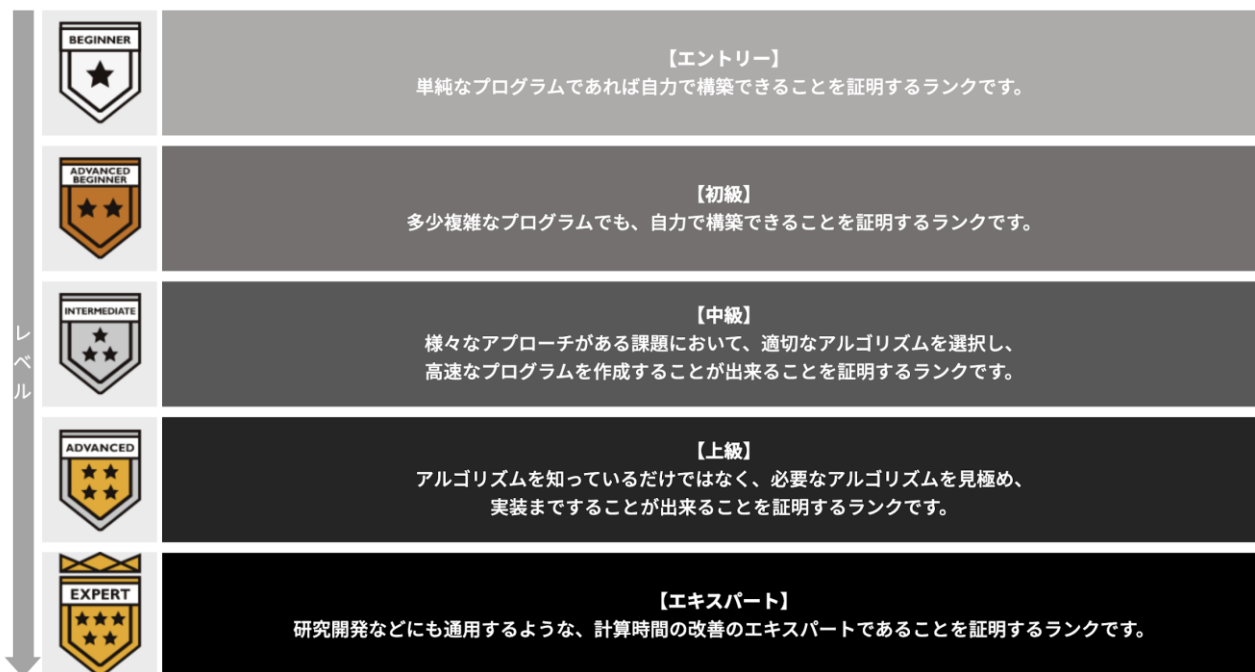 BEGINNER
【エントリー】
単純なプログラムであれば自力で構築できることを証明するランクです。
ADVANCED
BEGINNER
【初級】
多少複雑なプログラムでも、自力で構築できることを証明するランクです。
レベル
INTERMEDIATE
【中級】
様々なアプローチがある課題において、適切なアルゴリズムを選択し、
高速なプログラムを作成することが出来ることを証明するランクです。
ADVANCED
【上級】
アルゴリズムを知っているだけではなく、必要なアルゴリズムを見極め、
実装まですることが出来ることを証明するランクです。
EXPERT
【エキスパート】
研究開発などにも通用するような、計算時間の改善のエキスパートであることを証明するランクです。